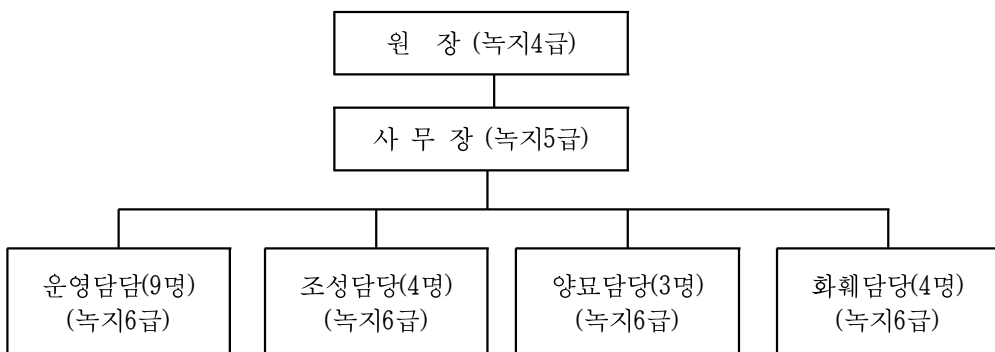 원 장 (녹지4급)
사 무 장 (녹지5급)
운영담담(9명)
(녹지6급)
조성담당(4명)
(녹지6급)
양묘담당(3명)
(녹지6급)
화훼담당(4명)
(녹지6급)